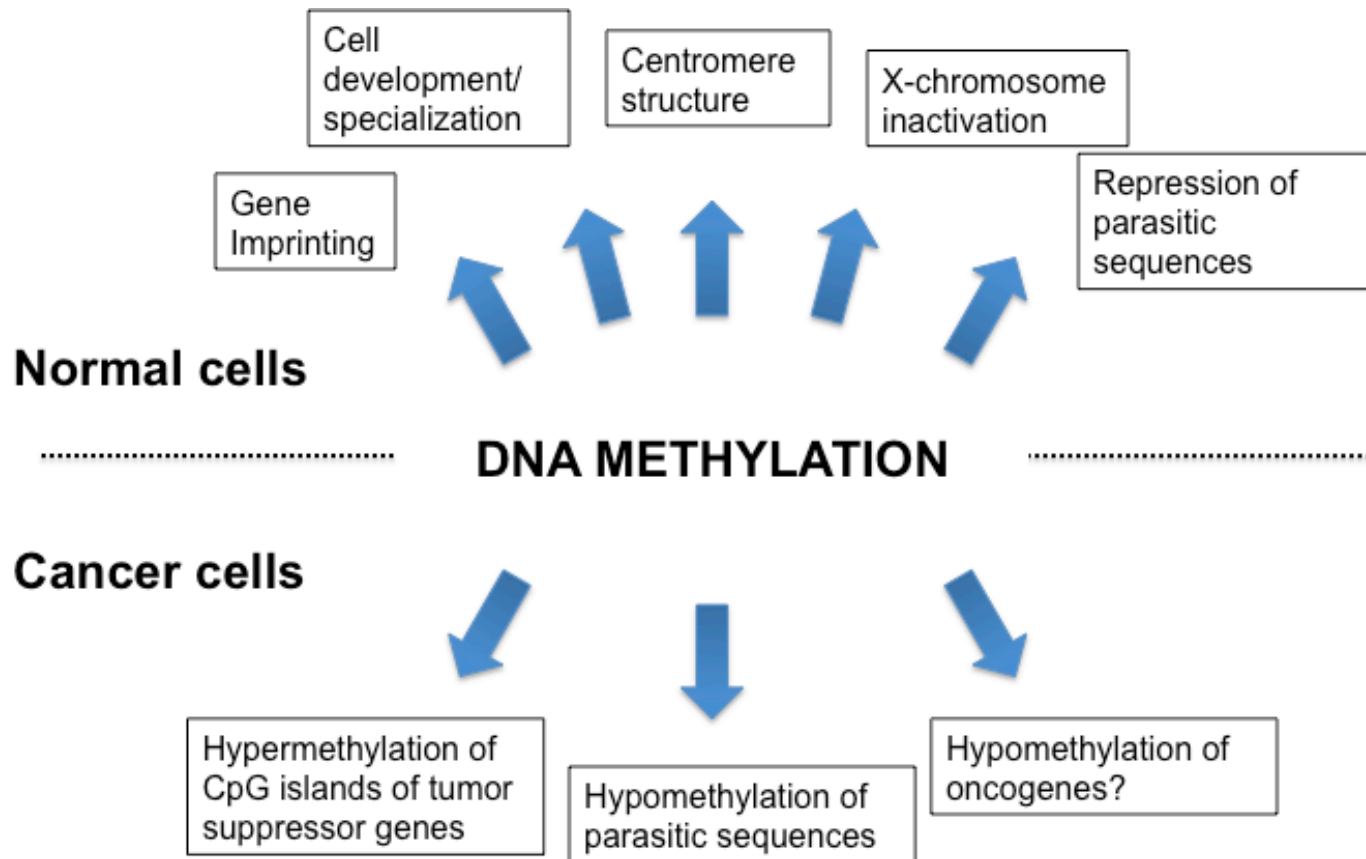 Cell
development/
specialization
Centromere
structure
X-chromosome
inactivation
Gene
Imprinting
Repression of
parasitic
sequences
Normal cells
DNA METHYLATION
Cancer cells
Hypermethylation of
CpG islands of tumor
suppressor genes
Hypomethylation of
parasitic sequences
Hypomethylation of
oncogenes?